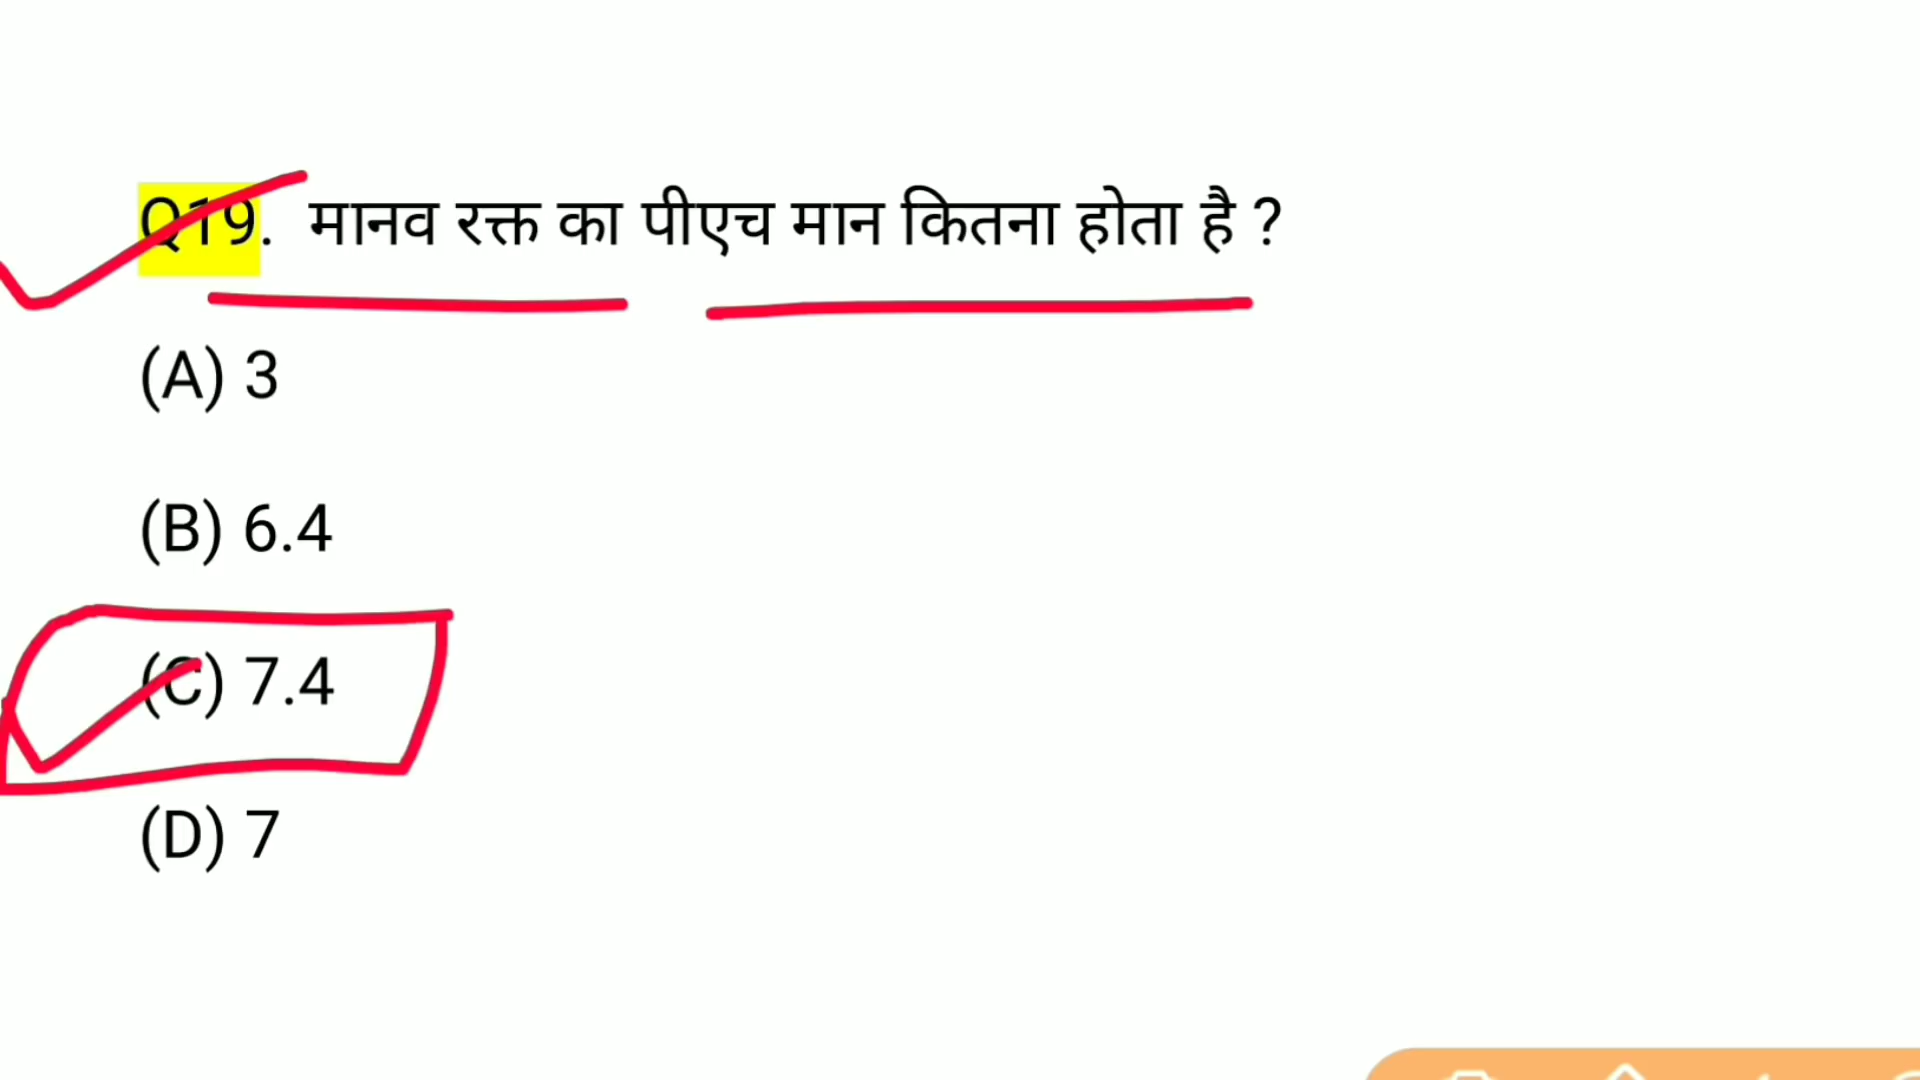 Q19. मानव रक्त का पीएच मान कितना होता है ?
(A) 3
(B) 6.4
(C) 7.4
(D) 7